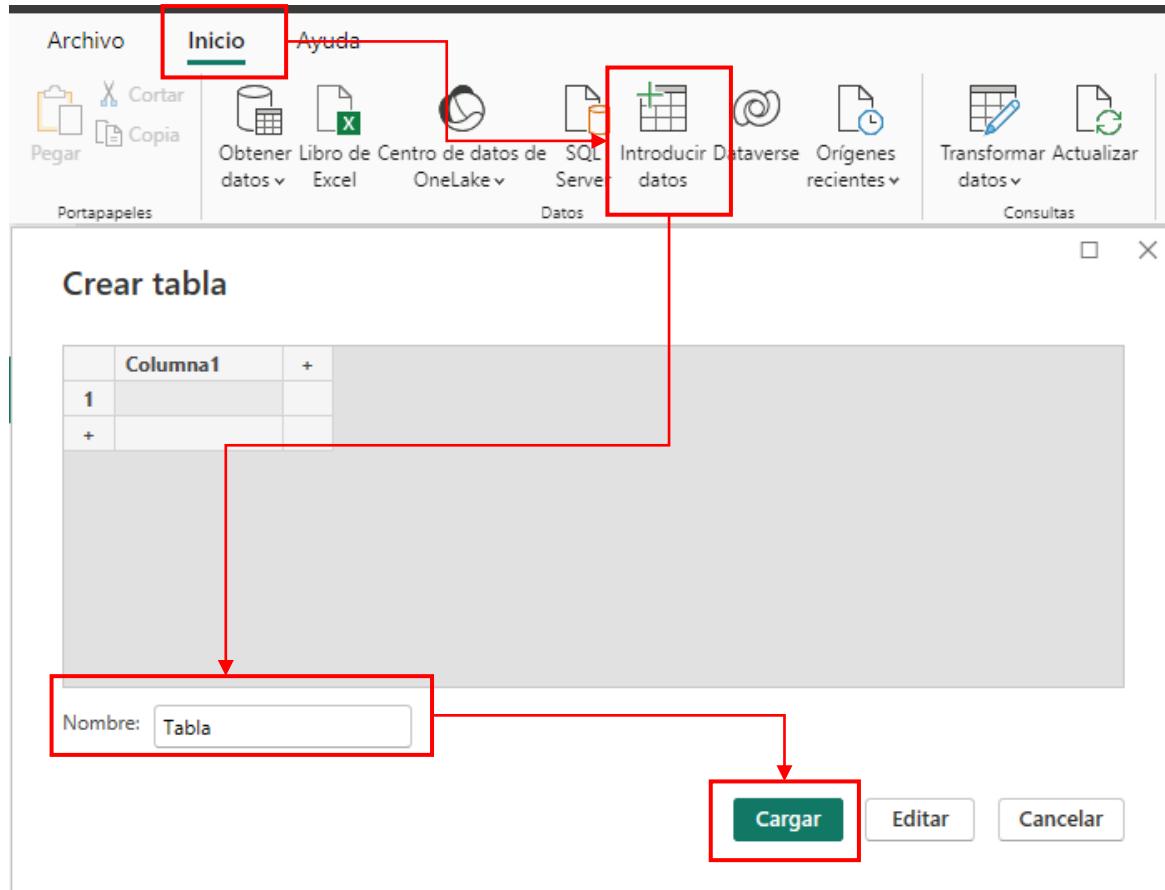 Archivo Inicio Ayuda
Cortar
Copia
Pegar
Obtener Libro de Centro de datos de SQL Introducir Dataverse Orígenes Transformar Actualizar
datos Excel OneLake Server datos recientes datos
Portapapeles Datos Consultas
Crear tabla
Columna1 +
1
+
Nombre: Tabla
Cargar Editar Cancelar